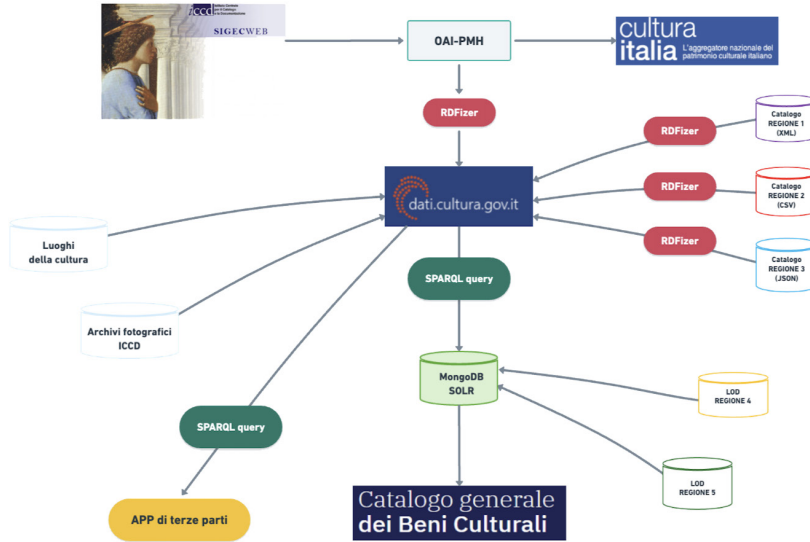 iccd
SIGECWEB
OAI-PMH
cultura
italia
L'aggregatore nazionale del
patrimonio culturale italiano
RDFizer
RDFizer
Catalogo
REGIONE 1
(XML)
dati.cultura.gov.it
RDFizer
Catalogo
REGIONE 2
(CSV)
Luoghi
della cultura
RDFizer
Catalogo
REGIONE 3
(JSON)
SPARQL query
Archivi fotografici
ICCD
MongoDB
SOLR
LOD
REGIONE 4
SPARQL query
LOD
REGIONE 5
APP di terze parti
Catalogo generale
dei Beni Culturali